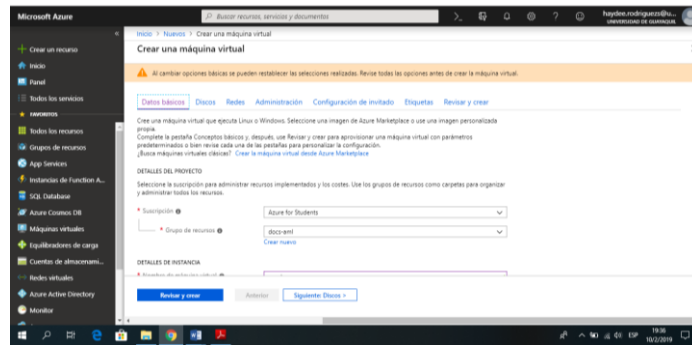 Microsoft Azure
Buscar recursos, servicios y documentos
haydee.rodriguezs@u...
UNIVERSIDAD DE GUAYAQUIL
Inicio > Nuevos > Crear una máquina virtual
Crear una máquina virtual
Al cambiar opciones básicas se pueden restablecer las selecciones realizadas. Revise todas las opciones antes de crear la máquina virtual.
Datos básicos Discos Redes Administración Configuración de invitado Etiquetas Revisar y crear
Cree una máquina virtual que ejecuta Linux o Windows. Seleccione una imagen de Azure Marketplace o use una imagen personalizada
propia.
Complete la pestaña Conceptos básicos y, después, use Revisar y crear para aprovisionar una máquina virtual con parámetros
predeterminados o bien revise cada una de las pestañas para personalizar la configuración.
¿Busca máquinas virtuales clásicas? Crear la máquina virtual desde Azure Marketplace
DETALLES DEL PROYECTO
Seleccione la suscripción para administrar recursos implementados y los costes. Use los grupos de recursos como carpetas para organizar
y administrar todos los recursos.
* Suscripción
Azure for Students
* Grupo de recursos
docs-aml
Crear nuevo
DETALLES DE INSTANCIA
* Nombre de máquina virtual
Revisar y crear Anterior Siguiente: Discos >
Crear un recurso
Inicio
Panel
Todos los servicios
FAVORITOS
Todos los recursos
Grupos de recursos
App Services
Instancias de Function A...
SQL Database
Azure Cosmos DB
Máquinas virtuales
Equilibradores de carga
Cuentas de almacenami...
Redes virtuales
Azure Active Directory
Monitor
ESP
19:36
10/2/2019